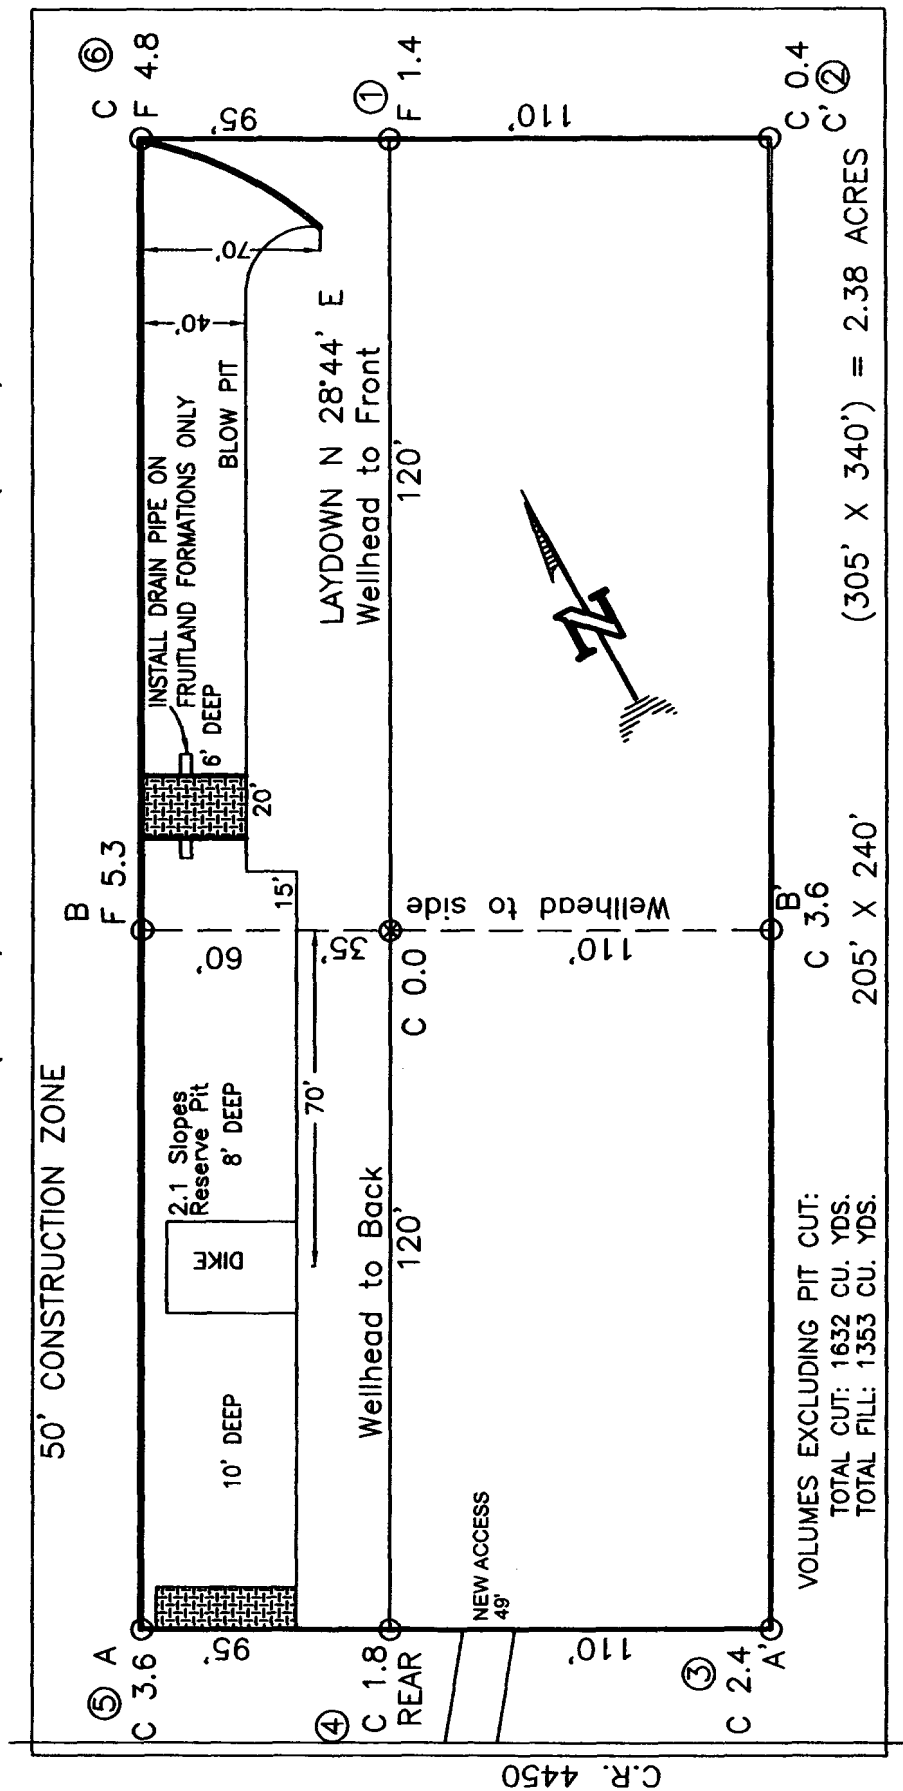 50' CONSTRUCTION ZONE
⑤ A
C 3.6
B
F 5.3
C ⑥
F 4.8
INSTALL DRAIN PIPE ON
FRUITLAND FORMATIONS ONLY
6' DEEP
BLOW PIT
40'
70'
95'
20'
15'
2.1 Slopes
Reserve Pit
8' DEEP
DIKE
10' DEEP
60'
35'
70'
95'
LAYDOWN N 28°44' E
Wellhead to Front
120'
Wellhead to Back
120'
④
C 1.8
REAR
C 0.0
①
F 1.4
Wellhead to side
110'
110'
110'
NEW ACCESS
49'
N
③
C 2.4
A'
B'
C 3.6
C 0.4
C' ②
C.R. 4450
VOLUMES EXCLUDING PIT CUT:
TOTAL CUT: 1632 CU. YDS.
TOTAL FILL: 1353 CU. YDS.
205' X 240'
(305' X 340') = 2.38 ACRES